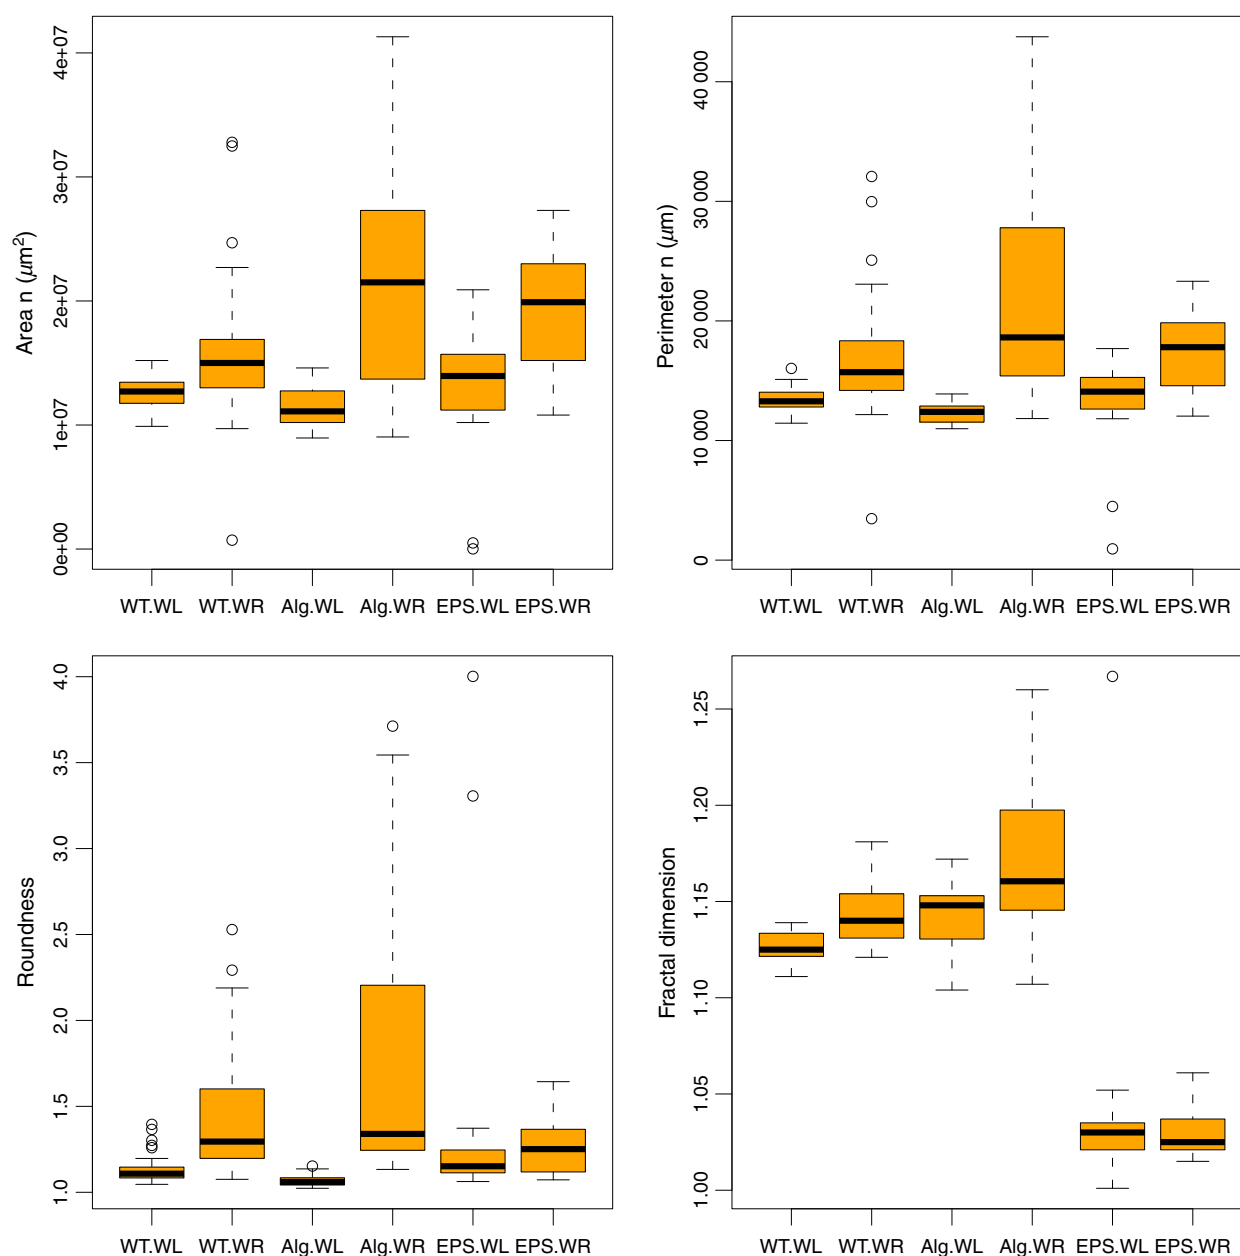 Area n (μm²)
4e+07
3e+07
2e+07
1e+07
0e+00
WT.WL WT.WR Alg.WL Alg.WR EPS.WL EPS.WR
Perimeter n (μm)
40 000
30 000
20 000
10 000
0
WT.WL WT.WR Alg.WL Alg.WR EPS.WL EPS.WR
Roundness
4.0
3.5
3.0
2.5
2.0
1.5
1.0
WT.WL WT.WR Alg.WL Alg.WR EPS.WL EPS.WR
Fractal dimension
1.25
1.20
1.15
1.10
1.05
1.00
WT.WL WT.WR Alg.WL Alg.WR EPS.WL EPS.WR